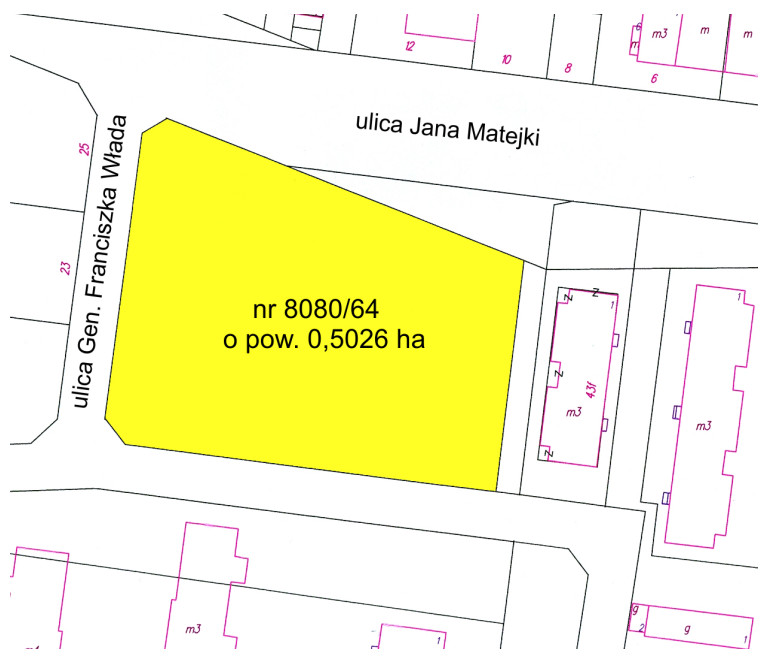 12
10
8
6
m
m3
m
m
ulica Jana Matejki
25
23
ulica Gen. Franciszka Włada
nr 8080/64
o pow. 0,5026 ha
z
z
1
z
m3
z
1
m3
m3
1
g
2
g
1